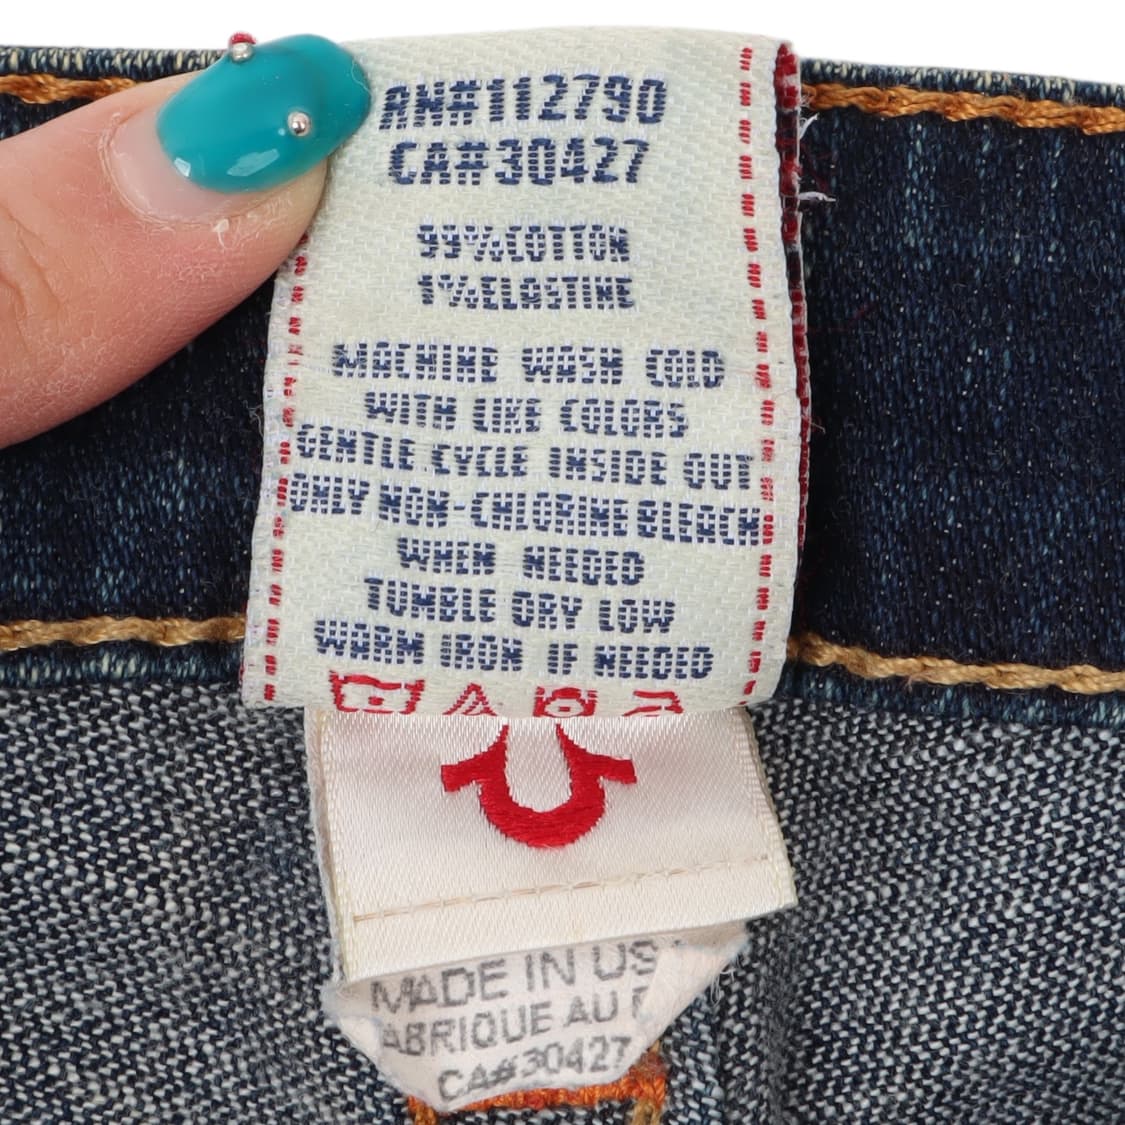 RN#112790
CA#30427
99%COTTON
1%ELASTINE
MACHINE WASH COLD
WITH LIKE COLORS
GENTLE CYCLE INSIDE OUT
ONLY NON-CHLORINE BLEACH
WHEN NEEDED
TUMBLE DRY LOW
WARM IRON IF NEEDED
MADE IN US
ABRIQUE AU
CA#30427